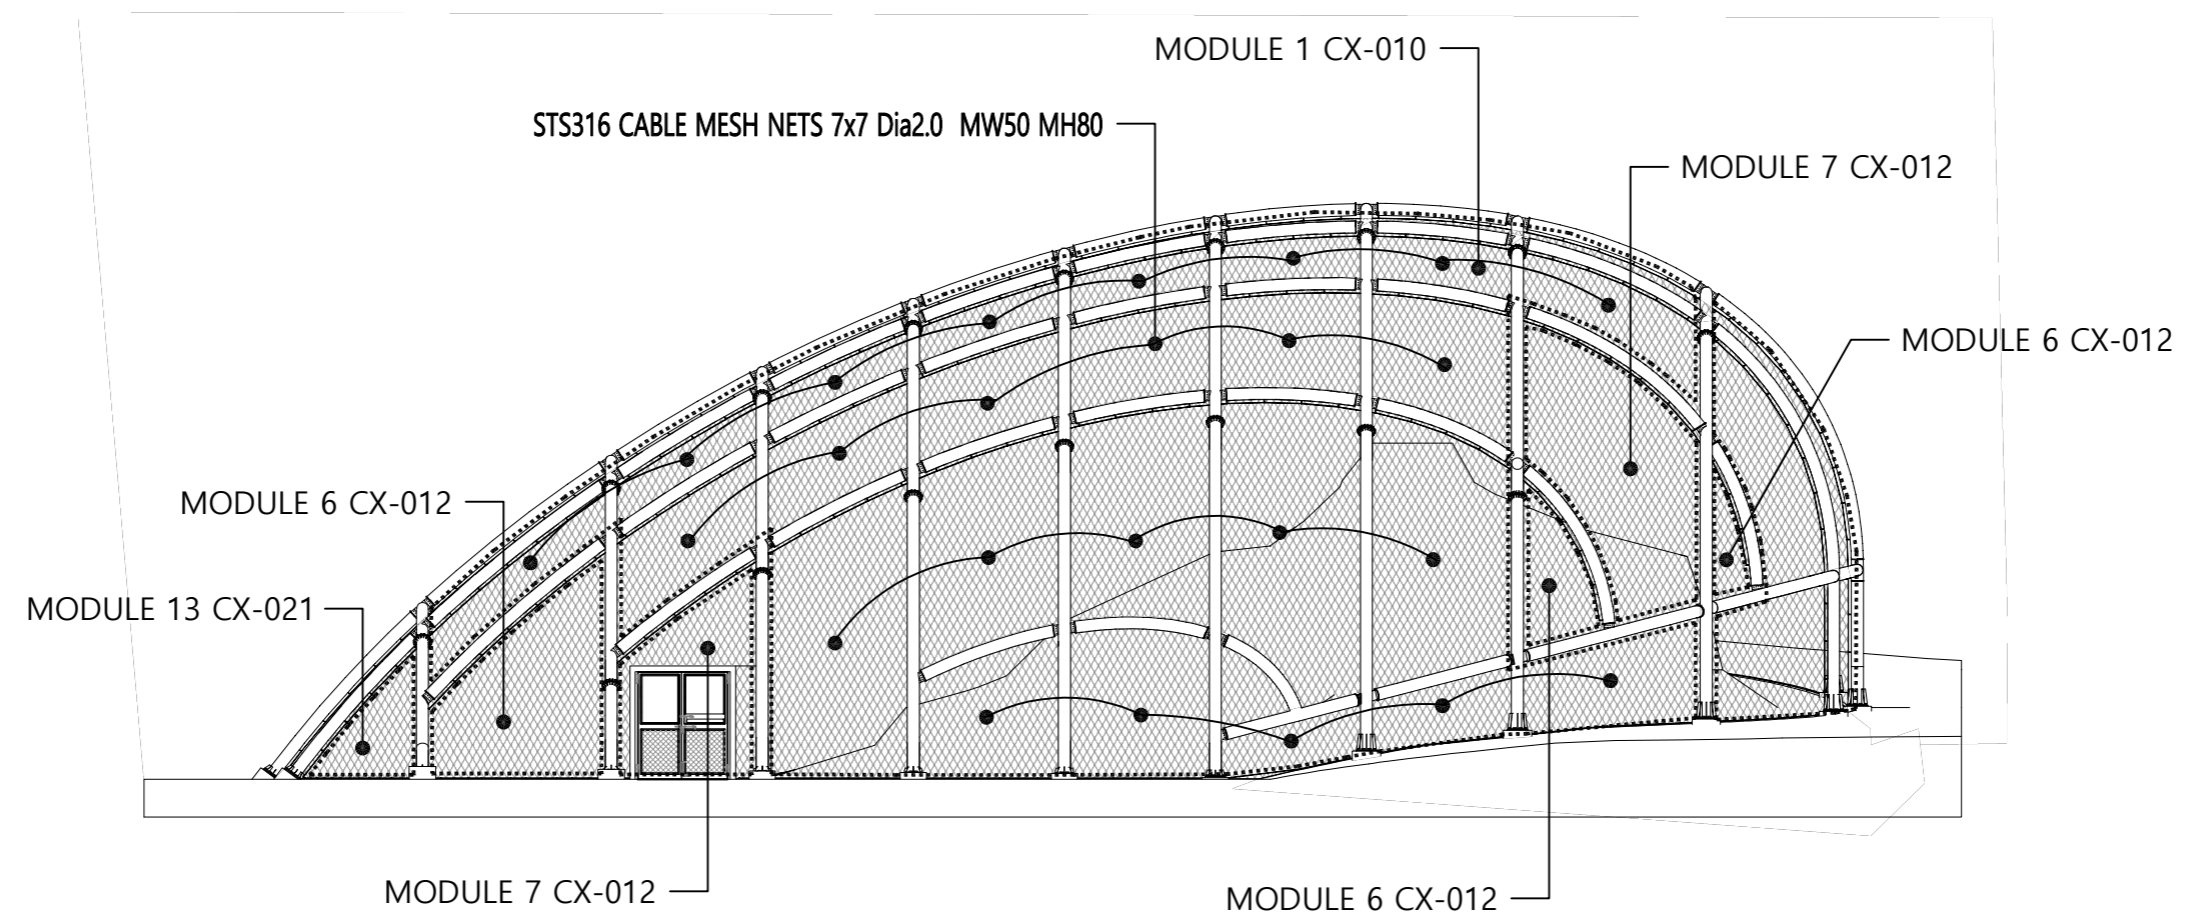 MODULE 1 CX-010
STS316 CABLE MESH NETS 7x7 Dia2.0 MW50 MH80
MODULE 7 CX-012
MODULE 6 CX-012
MODULE 6 CX-012
MODULE 13 CX-021
MODULE 7 CX-012
MODULE 6 CX-012